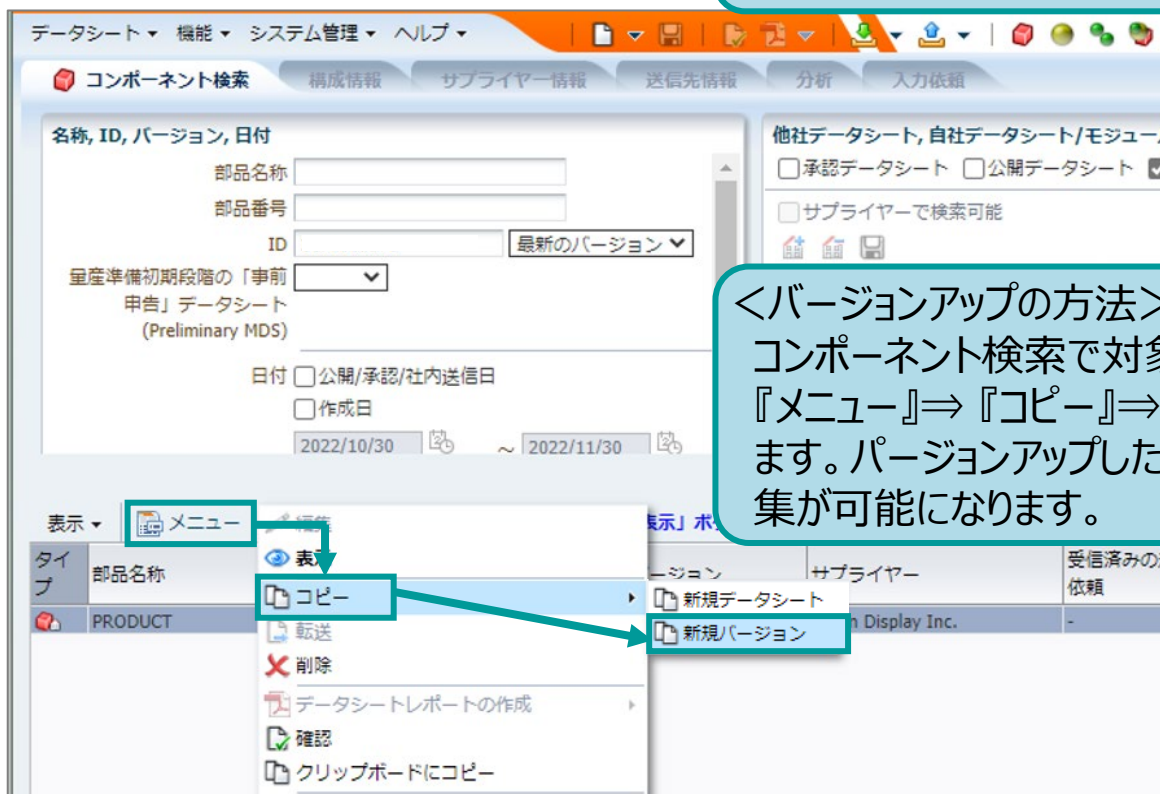 データシート 機能 システム管理 ヘルプ
コンポーネント検索 構成情報 サプライヤー情報 送信先情報 分析 入力依頼
名称, ID, バージョン, 日付
部品名称
部品番号
ID 最新のバージョン
量産準備初期段階の「事前
申告」データシート
(Preliminary MDS)
日付 公開/承認/社内送信日
作成日
2022/10/30 ~ 2022/11/30
他社データシート, 自社データシート/モジュー
承認データシート 公開データシート
サプライヤーで検索可能
<バージョンアップの方法>
コンポーネント検索で対象
『メニュー』⇒『コピー』⇒
ます。バージョンアップした
集が可能になります。
表示 メニュー
タイプ 部品名称 サプライヤー 受信済みの
依頼
PRODUCT Display Inc. -
編集
表示
コピー
転送
削除
データシートレポートの作成
確認
クリップボードにコピー
新規データシート
新規バージョン